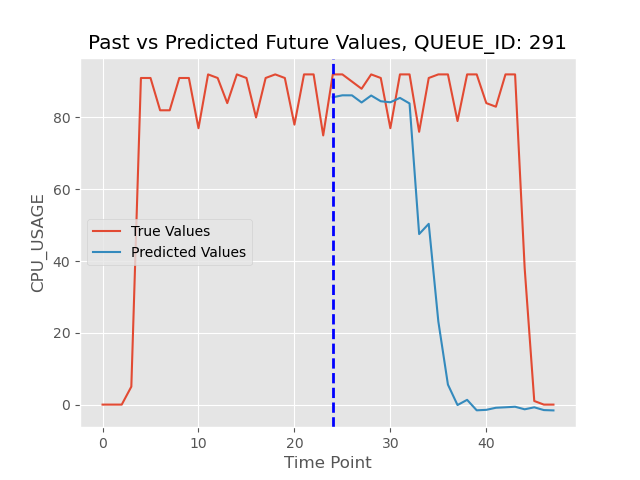 Past vs Predicted Future Values, QUEUE_ID: 291
CPU_USAGE
80
60
40
20
0
True Values
Predicted Values
0 10 20 30 40
Time Point